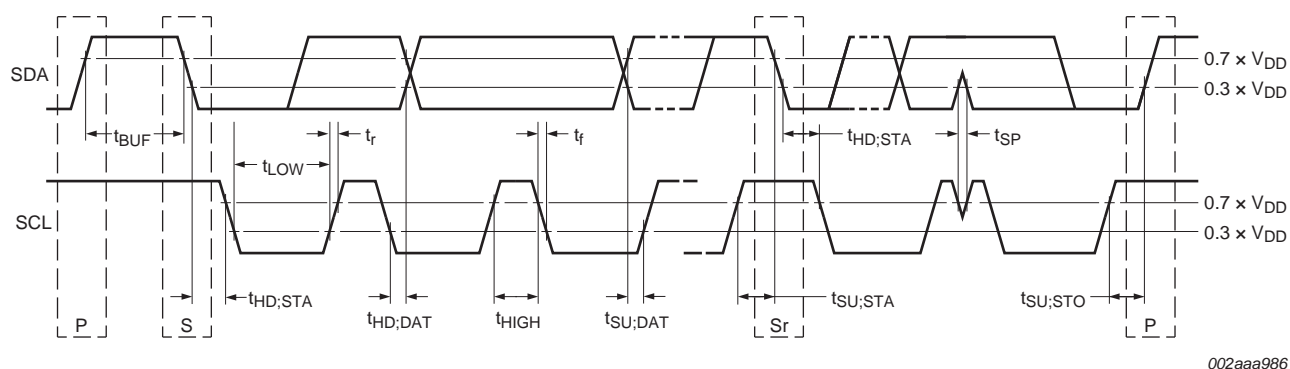 SDA
0.7 × VDD
0.3 × VDD
tBUF
tLOW
tr
tf
tHD;STA
tSP
SCL
0.7 × VDD
0.3 × VDD
tHD;STA
tHD;DAT
tHIGH
tSU;DAT
tSU;STA
tSU;STO
P
S
Sr
P
002aaa986